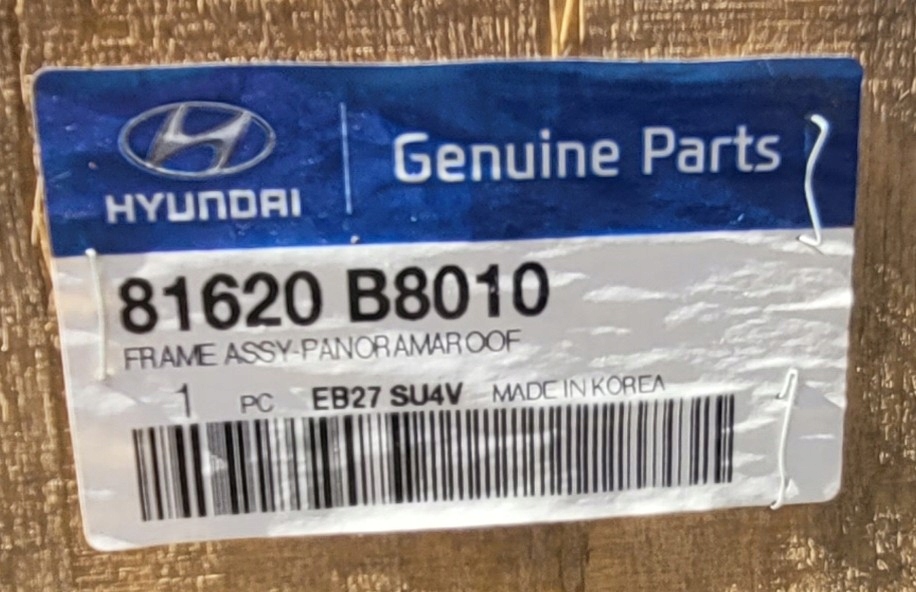 HYUNDAI
Genuine Parts
81620 B8010
FRAME ASSY-PANORAMAROOF
1 PC EB27 SU4V MADE IN KOREA